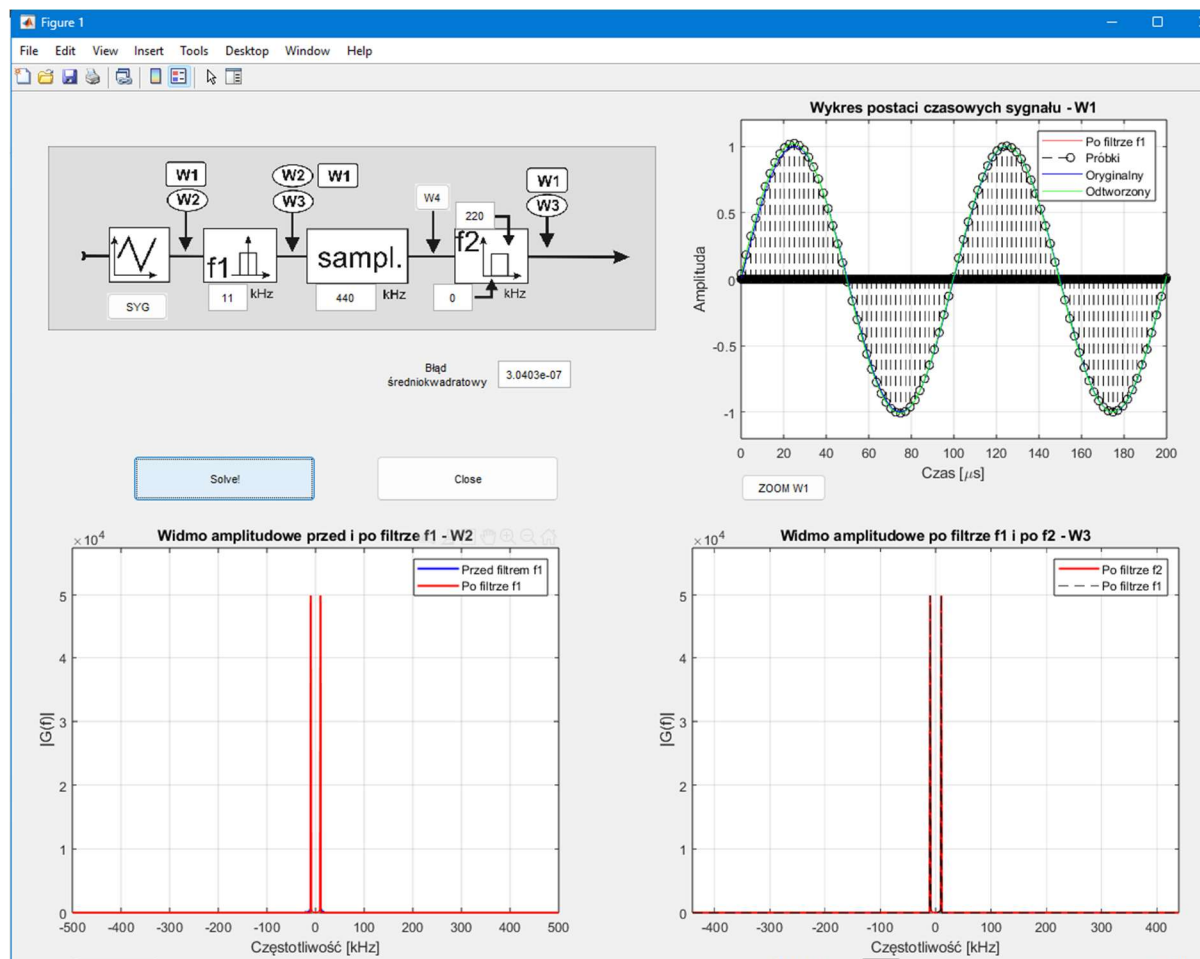 Figure 1
File Edit View Insert Tools Desktop Window Help
W1
W2
W2
W3
W1
W4
220
W1
W3
f1
sampl.
f2
SYG
11
kHz
440
kHz
0
kHz
Błąd
średniokwadratowy
3.0403e-07
Solve!
Close
Wykres postaci czasowych sygnału - W1
Po filtrze f1
Próbki
Oryginalny
Odtworzony
Amplituda
1
0.5
0
-0.5
-1
0 20 40 60 80 100 120 140 160 180 200
Czas [μs]
ZOOM W1
Widmo amplitudowe przed i po filtrze f1 - W2
×10⁴
Przed filtrem f1
Po filtrze f1
|G(f)|
5
4
3
2
1
0
-500 -400 -300 -200 -100 0 100 200 300 400 500
Częstotliwość [kHz]
Widmo amplitudowe po filtrze f1 i po f2 - W3
×10⁴
Po filtrze f2
Po filtrze f1
|G(f)|
5
4
3
2
1
0
-400 -300 -200 -100 0 100 200 300 400
Częstotliwość [kHz]